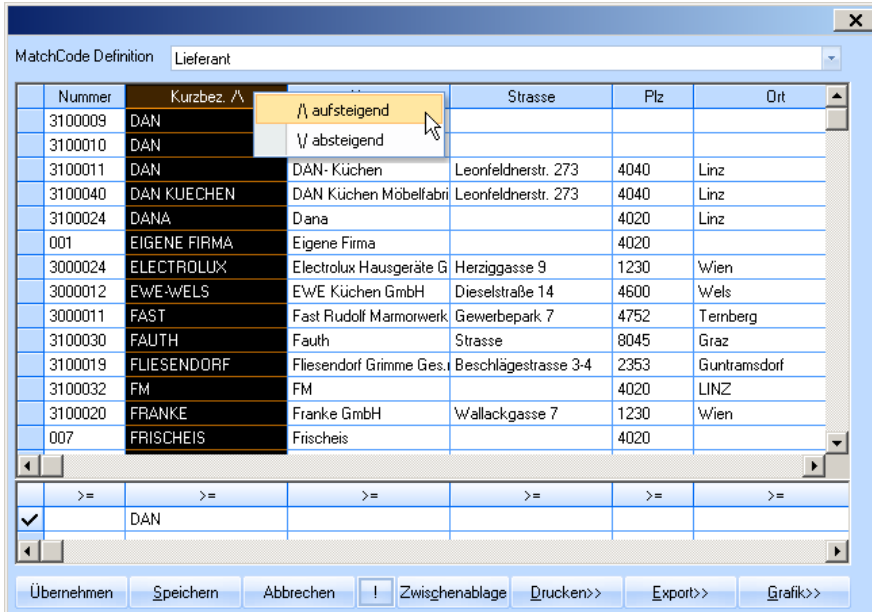 MatchCode Definition Lieferant
Nummer Kurzbez. /\ Strasse Plz Ort
/\ aufsteigend
\/ absteigend
3100009 DAN
3100010 DAN
3100011 DAN DAN- Küchen Leonfeldnerstr. 273 4040 Linz
3100040 DAN KUECHEN DAN Küchen Möbelfabri Leonfeldnerstr. 273 4040 Linz
3100024 DANA Dana 4020 Linz
001 EIGENE FIRMA Eigene Firma 4020
3000024 ELECTROLUX Electrolux Hausgeräte G Herziggasse 9 1230 Wien
3000012 EWE-WELS EWE Küchen GmbH Dieselstraße 14 4600 Wels
3000011 FAST Fast Rudolf Marmorwerk Gewerbepark 7 4752 Ternberg
3100030 FAUTH Fauth Strasse 8045 Graz
3100019 FLIESENDORF Fliesendorf Grimme Ges. Beschlägestrasse 3-4 2353 Guntramsdorf
3100032 FM FM 4020 LINZ
3100020 FRANKE Franke GmbH Wallackgasse 7 1230 Wien
007 FRISCHEIS Frischeis 4020
>= >= >= >= >= >=
DAN
Übernehmen Speichern Abbrechen ! Zwischenablage Drucken>> Export>> Grafik>>